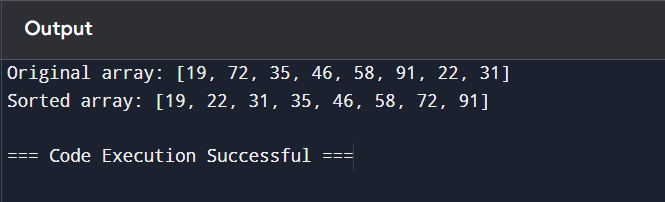 Output
Original array: [19, 72, 35, 46, 58, 91, 22, 31]
Sorted array: [19, 22, 31, 35, 46, 58, 72, 91]
=== Code Execution Successful ===